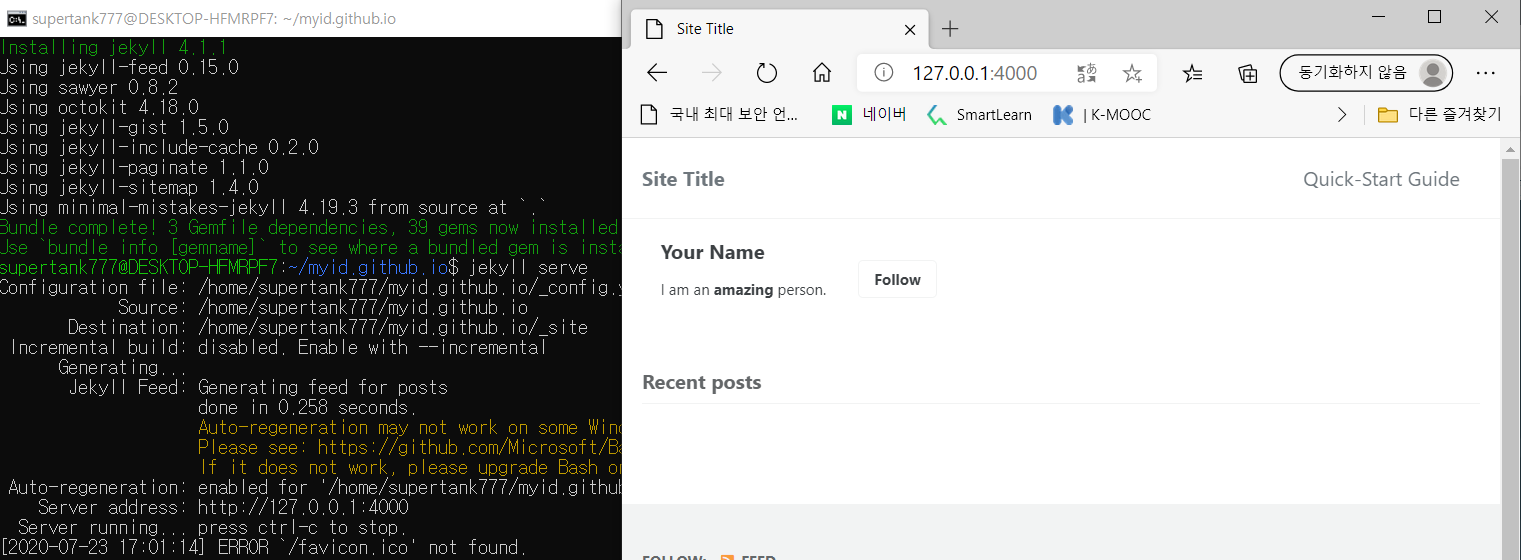 supertank777@DESKTOP-HFMRPF7: ~/myid.github.io
Installing jekyll 4.1.1
Using jekyll-feed 0.15.0
Using sawyer 0.8.2
Using octokit 4.18.0
Using jekyll-gist 1.5.0
Using jekyll-include-cache 0.2.0
Using jekyll-paginate 1.1.0
Using jekyll-sitemap 1.4.0
Using minimal-mistakes-jekyll 4.19.3 from source at `.`
Bundle complete! 3 Gemfile dependencies, 39 gems now installed
Use `bundle info [gemname]` to see where a bundled gem is
supertank777@DESKTOP-HFMRPF7:~/myid.github.io$ jekyll serve
Configuration file: /home/supertank777/myid.github.io/_config.y
Source: /home/supertank777/myid.github.io
Destination: /home/supertank777/myid.github.io/_site
Incremental build: disabled. Enable with --incremental
Generating...
Jekyll Feed: Generating feed for posts
done in 0.258 seconds.
Auto-regeneration may not work on some
Please see: https://github.com/Microsoft/
If it does not work, please upgrade Bash
Auto-regeneration: enabled for '/home/supertank777/myid.github
Server address: http://127.0.0.1:4000
Server running... press ctrl-c to stop.
[2020-07-23 17:01:14] ERROR `/favicon.ico' not found.
Site Title
127.0.0.1:4000
동기화하지 않음
국내 최대 보안 언...
네이버
SmartLearn
| K-MOOC
다른 즐겨찾기
Site Title
Quick-Start Guide
Your Name
I am an amazing person.
Follow
Recent posts
FOLLOW: FEED